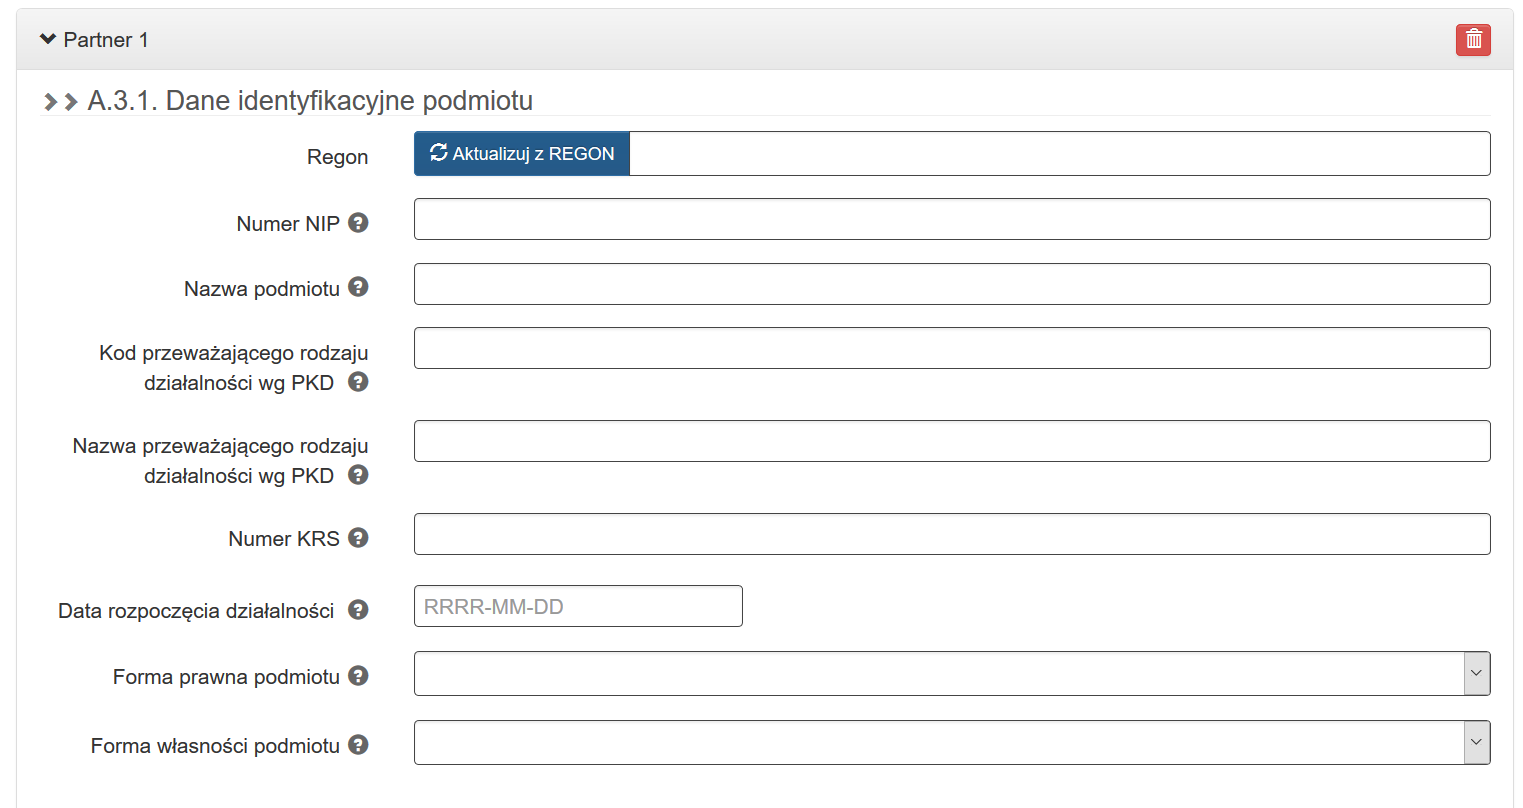 Partner 1
A.3.1. Dane identyfikacyjne podmiotu
Regon
Aktualizuj z REGON
Numer NIP
Nazwa podmiotu
Kod przeważającego rodzaju
działalności wg PKD
Nazwa przeważającego rodzaju
działalności wg PKD
Numer KRS
Data rozpoczęcia działalności
RRRR-MM-DD
Forma prawna podmiotu
Forma własności podmiotu